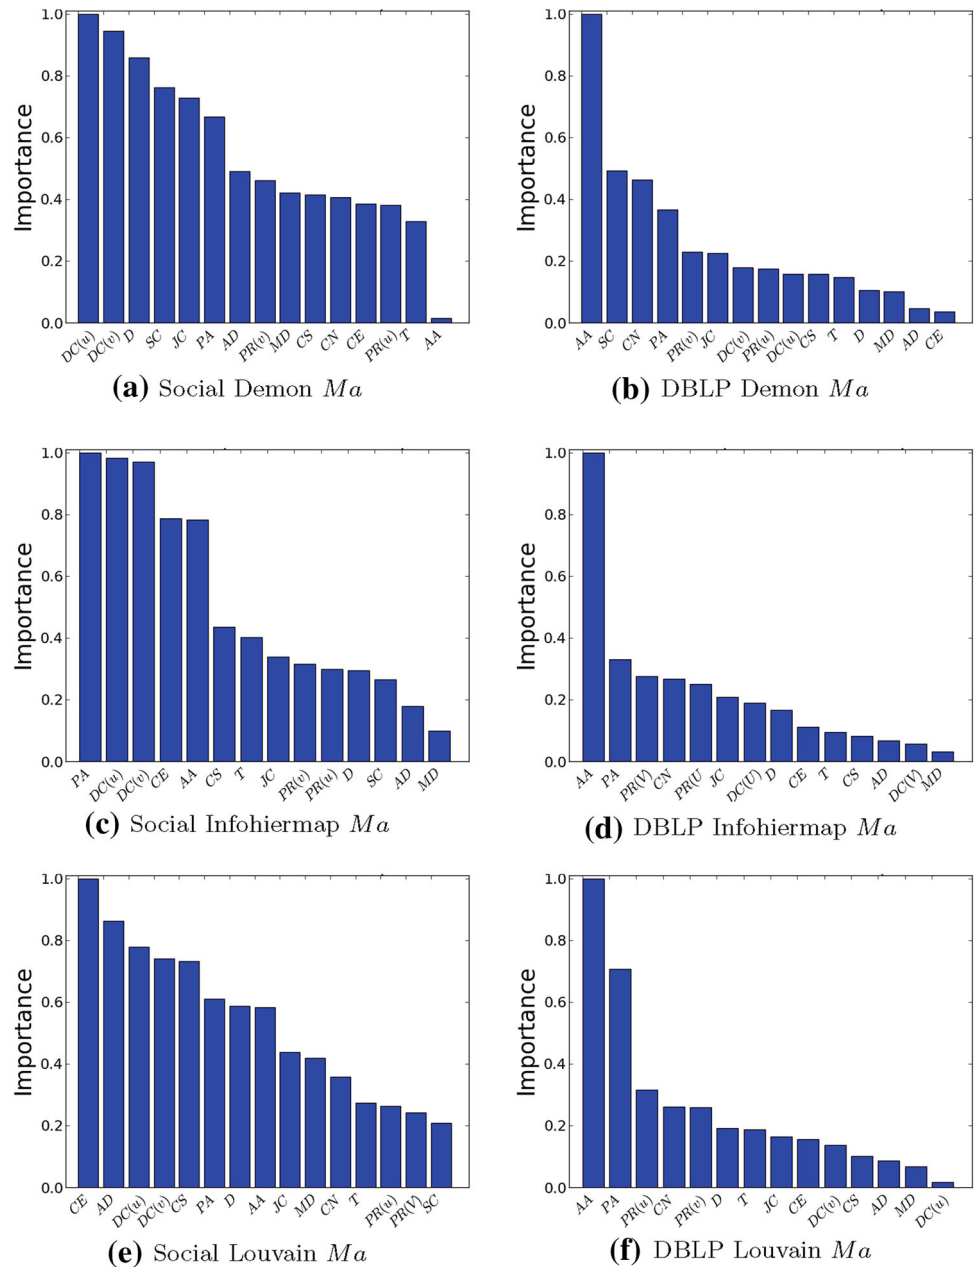 Importance
1.0
0.8
0.6
0.4
0.2
0.0
DC(u) DC(v) D SC JC PA AD PR(v) MD CS CN CE PR(u) T AA
(a) Social Demon Ma
Importance
1.0
0.8
0.6
0.4
0.2
0.0
AA SC CN PA PR(v) JC DC(v) PR(u) DC(u) CS T D MD AD CE
(b) DBLP Demon Ma
Importance
1.0
0.8
0.6
0.4
0.2
0.0
PA DC(u) DC(v) CE AA CS T JC PR(v) PR(u) D SC AD MD
(c) Social Infohiermap Ma
Importance
1.0
0.8
0.6
0.4
0.2
0.0
AA PA PR(V) CN PR(U JC DC(U) D CE T CS AD DC(V) MD
(d) DBLP Infohiermap Ma
Importance
1.0
0.8
0.6
0.4
0.2
0.0
CE AD DC(u) DC(v) CS PA D AA JC MD CN T PR(u) PR(V) SC
(e) Social Louvain Ma
Importance
1.0
0.8
0.6
0.4
0.2
0.0
AA PA PR(u) CN PR(v) D T JC CE DC(v) CS AD MD DC(u)
(f) DBLP Louvain Ma